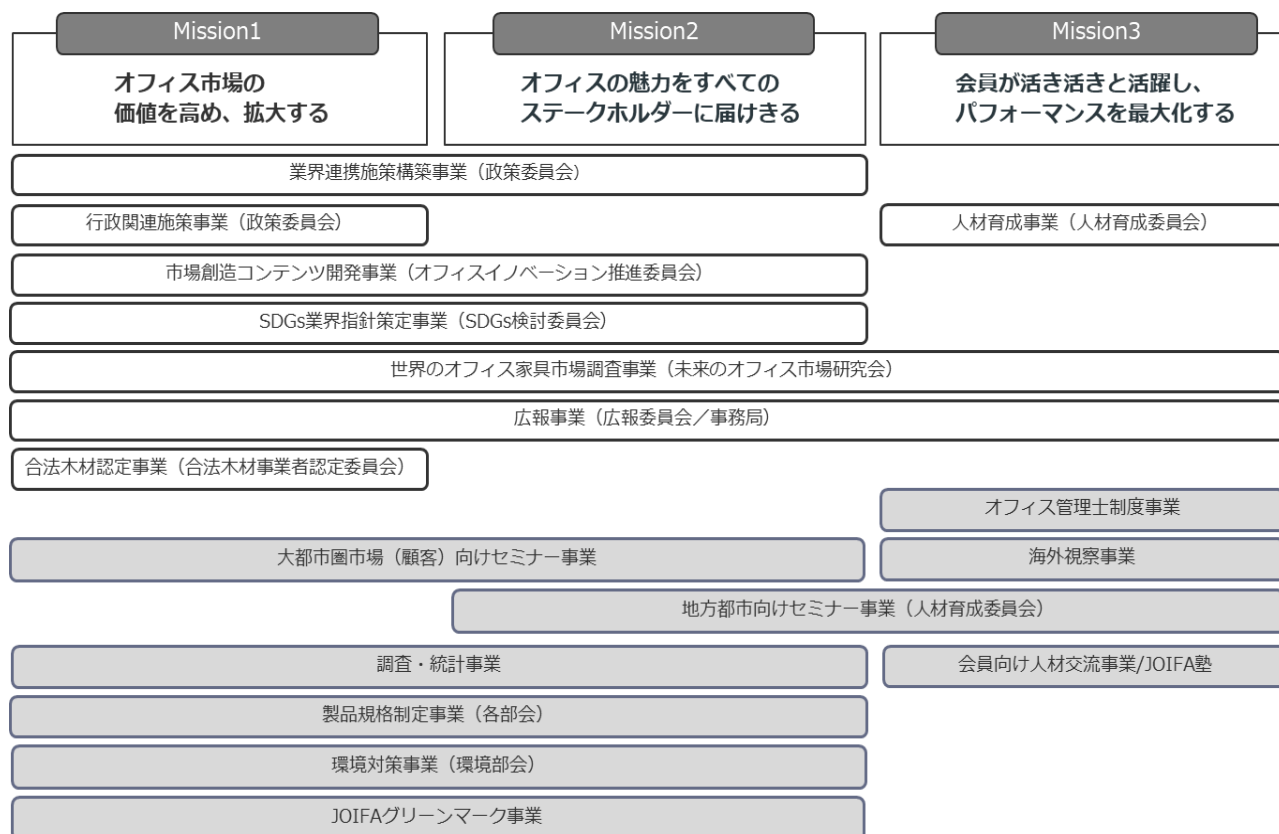 Mission1
オフィス市場の
価値を高め、拡大する
Mission2
オフィスの魅力をすべての
ステークホルダーに届けきる
Mission3
会員が活き活きと活躍し、
パフォーマンスを最大化する
業界連携施策構築事業（政策委員会）
行政関連施策事業（政策委員会）
人材育成事業（人材育成委員会）
市場創造コンテンツ開発事業（オフィスイノベーション推進委員会）
SDGs業界指針策定事業（SDGs検討委員会）
世界のオフィス家具市場調査事業（未来のオフィス市場研究会）
広報事業（広報委員会／事務局）
合法木材認定事業（合法木材事業者認定委員会）
オフィス管理士制度事業
大都市圏市場（顧客）向けセミナー事業
海外視察事業
地方都市向けセミナー事業（人材育成委員会）
調査・統計事業
会員向け人材交流事業/JOIFA塾
製品規格制定事業（各部会）
環境対策事業（環境部会）
JOIFAグリーンマーク事業